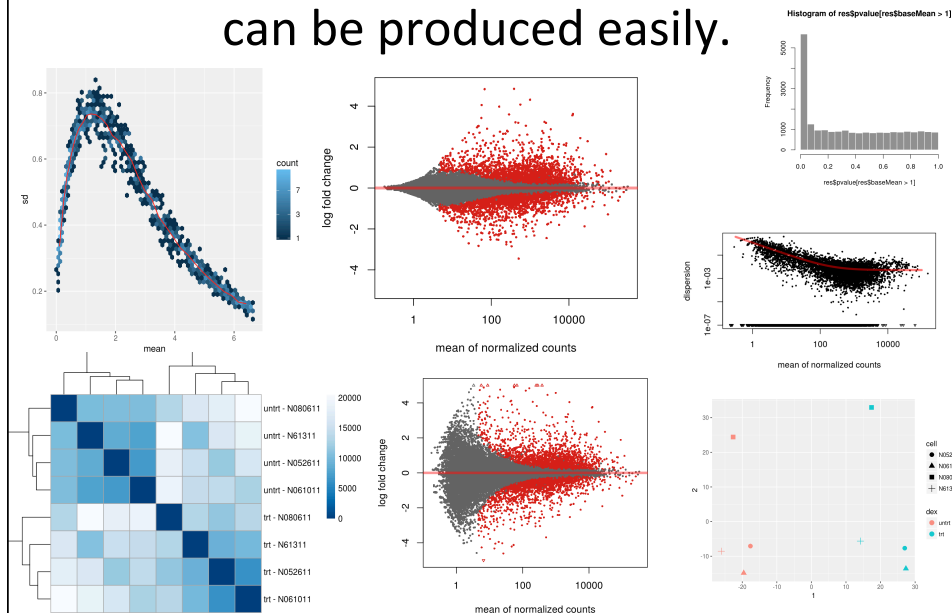 can be produced easily.
Histogram of res$pvalue[res$baseMean > 1]
Frequency
5000
3000
1000
0
0.0 0.2 0.4 0.6 0.8 1.0
res$pvalue[res$baseMean > 1]
0.8
0.6
0.4
0.2
sd
0 2 4 6
mean
count
7
3
1
log fold change
4
2
0
-2
-4
1 100 10000
mean of normalized counts
dispersion
1e-03
1e-07
1 100 10000
mean of normalized counts
untrt - N080611
untrt - N61311
untrt - N052611
untrt - N061011
trt - N080611
trt - N61311
trt - N052611
trt - N061011
20000
15000
10000
5000
0
log fold change
4
2
0
-2
-4
1 100 10000
mean of normalized counts
2
30
20
10
0
-10
-20 -10 0 10 20 30
1
cell
N052
N061
N080
N613
dex
untrt
trt